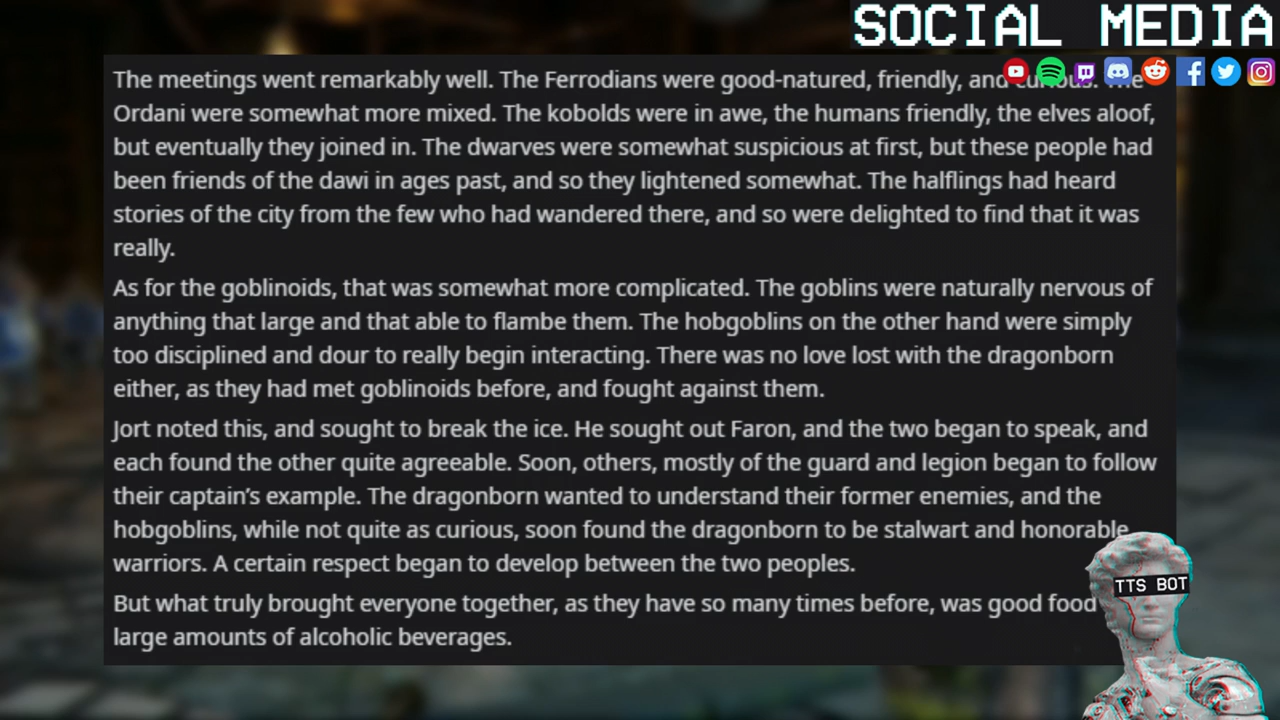 SOCIAL MEDIA
The meetings went remarkably well. The Ferrodians were good-natured, friendly, and curious. The
Ordani were somewhat more mixed. The kobolds were in awe, the humans friendly, the elves aloof,
but eventually they joined in. The dwarves were somewhat suspicious at first, but these people had
been friends of the dawi in ages past, and so they lightened somewhat. The halflings had heard
stories of the city from the few who had wandered there, and so were delighted to find that it was
really.
As for the goblinoids, that was somewhat more complicated. The goblins were naturally nervous of
anything that large and that able to flambe them. The hobgoblins on the other hand were simply
too disciplined and dour to really begin interacting. There was no love lost with the dragonborn
either, as they had met goblinoids before, and fought against them.
Jort noted this, and sought to break the ice. He sought out Faron, and the two began to speak, and
each found the other quite agreeable. Soon, others, mostly of the guard and legion began to follow
their captain's example. The dragonborn wanted to understand their former enemies, and the
hobgoblins, while not quite as curious, soon found the dragonborn to be stalwart and honorable
warriors. A certain respect began to develop between the two peoples.
But what truly brought everyone together, as they have so many times before, was good food
large amounts of alcoholic beverages.
TTS BOT